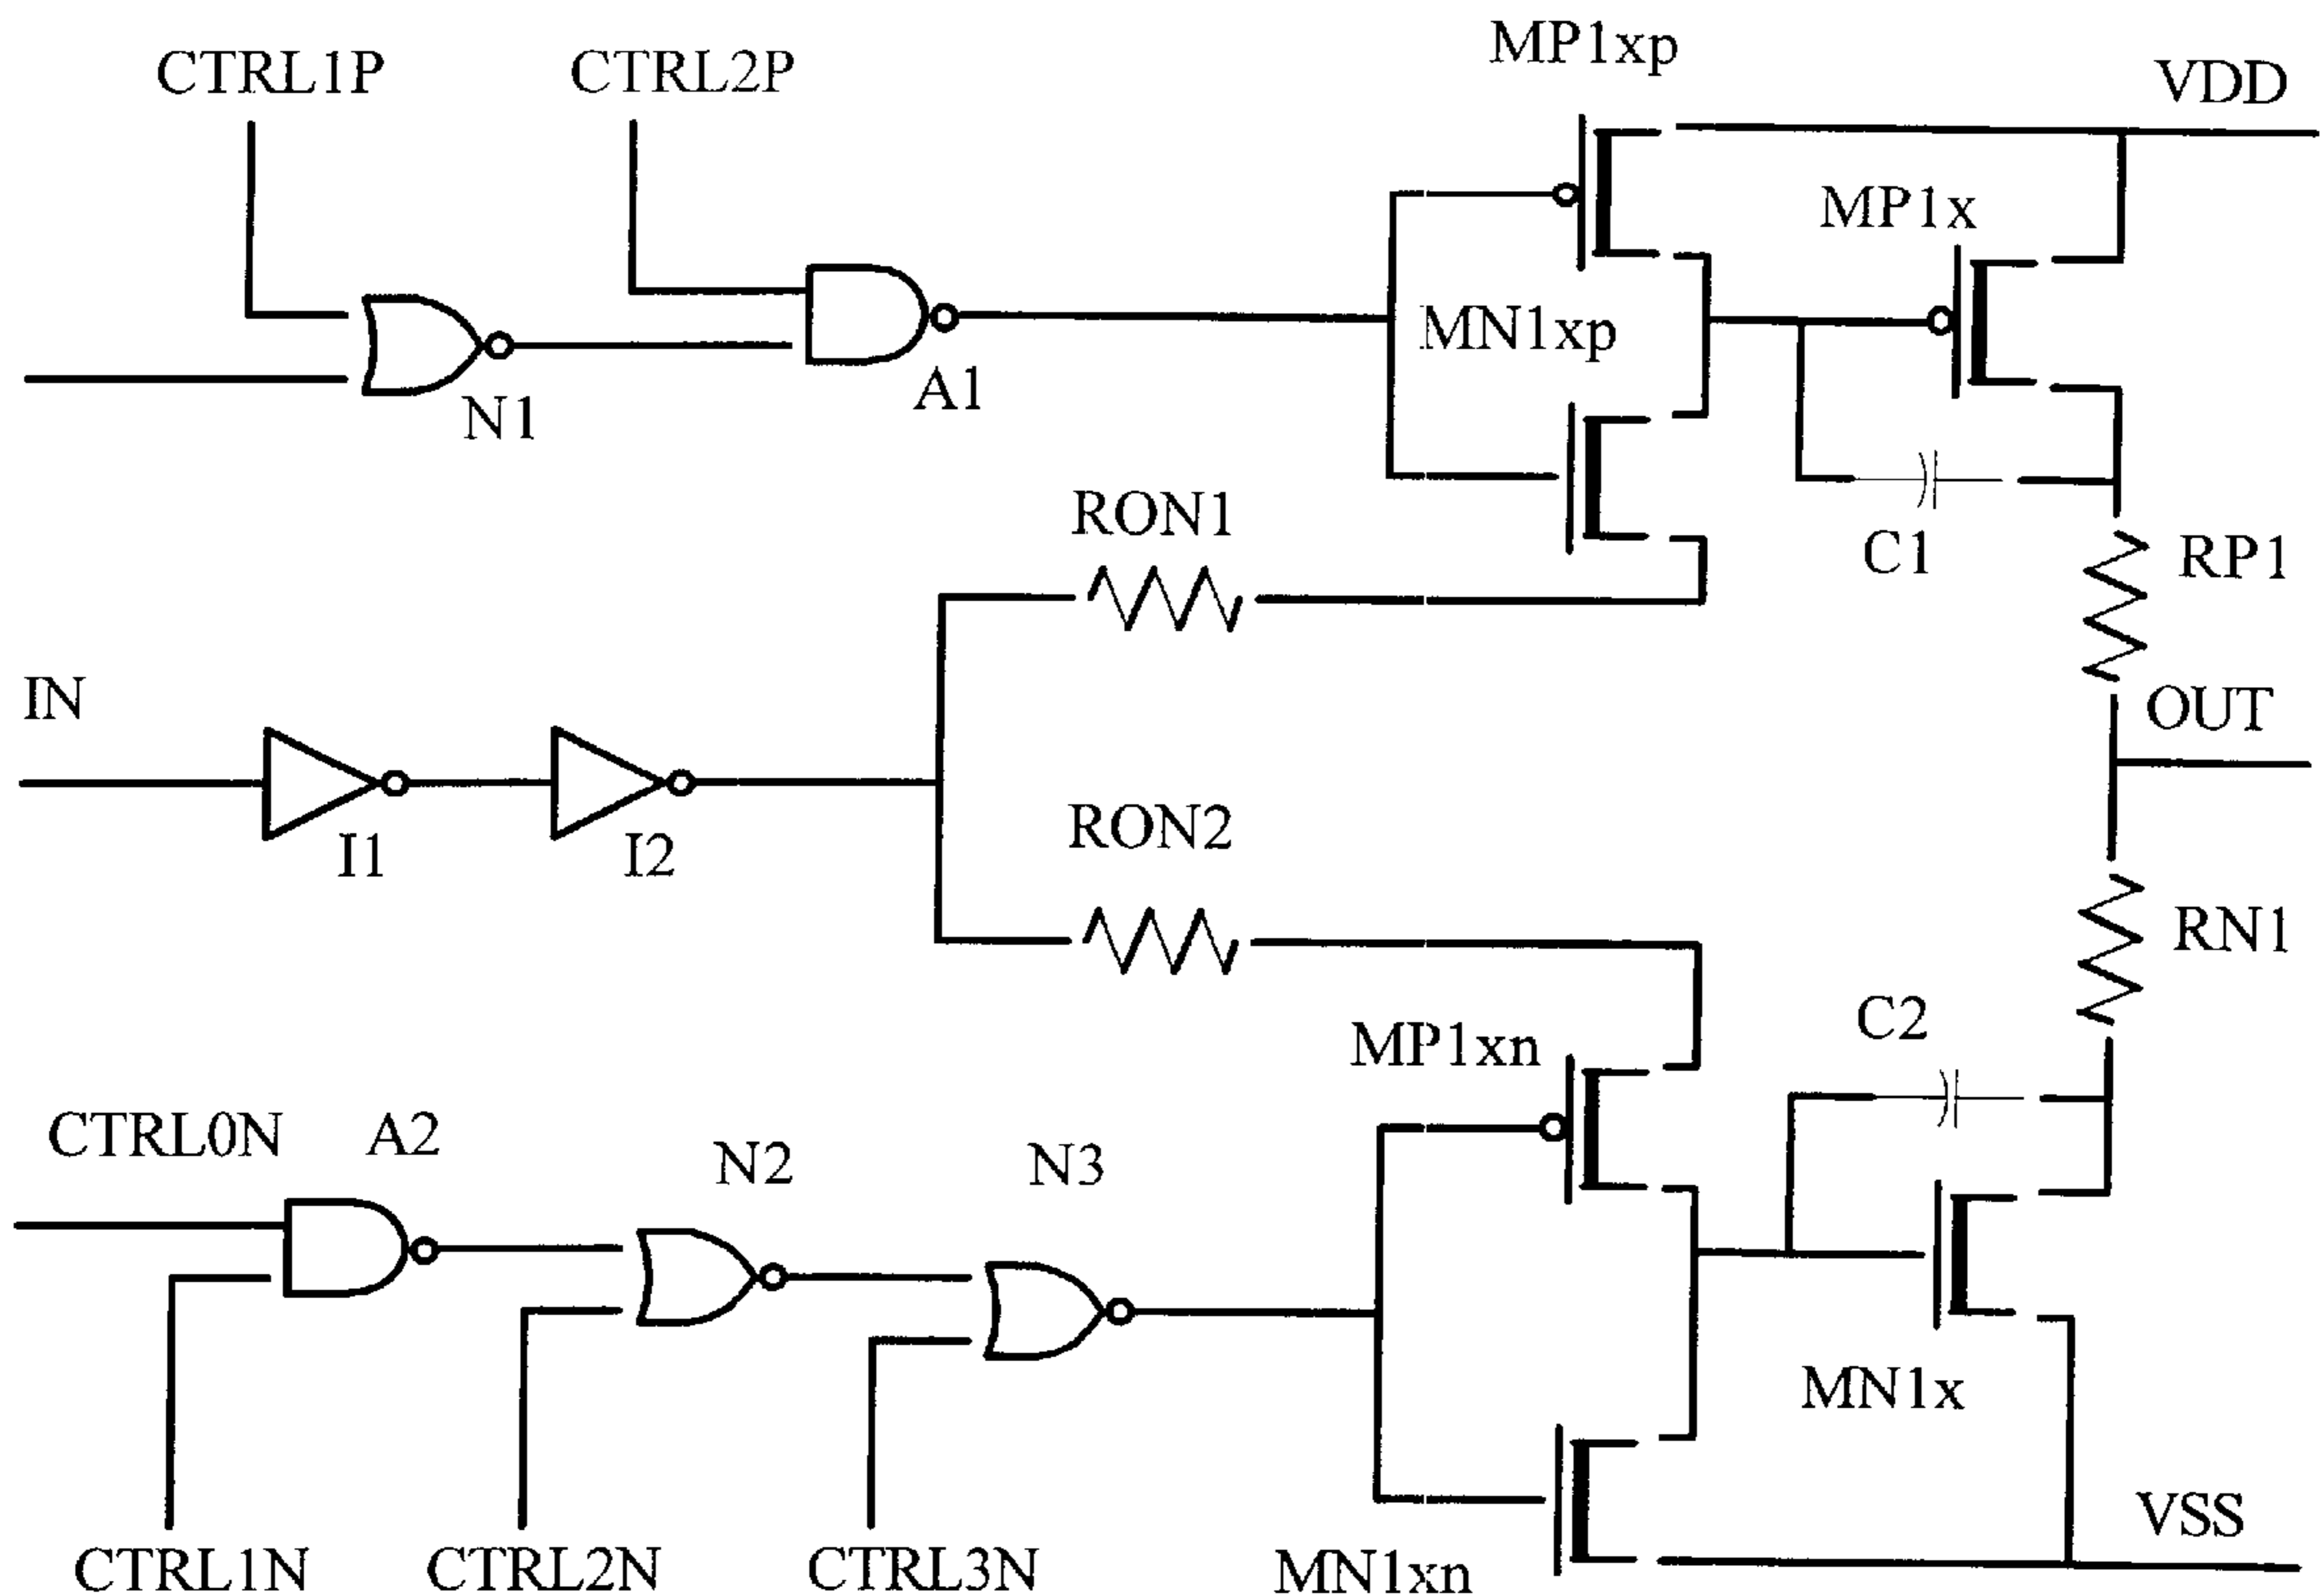 MP1xp
CTRL1P
CTRL2P
VDD
MP1x
MN1xp
A1
N1
RON1
C1
RP1
IN
OUT
RON2
I1
I2
RN1
C2
MP1xn
CTRL0N
A2
N2
N3
MN1x
VSS
CTRL1N
CTRL2N
CTRL3N
MN1xn